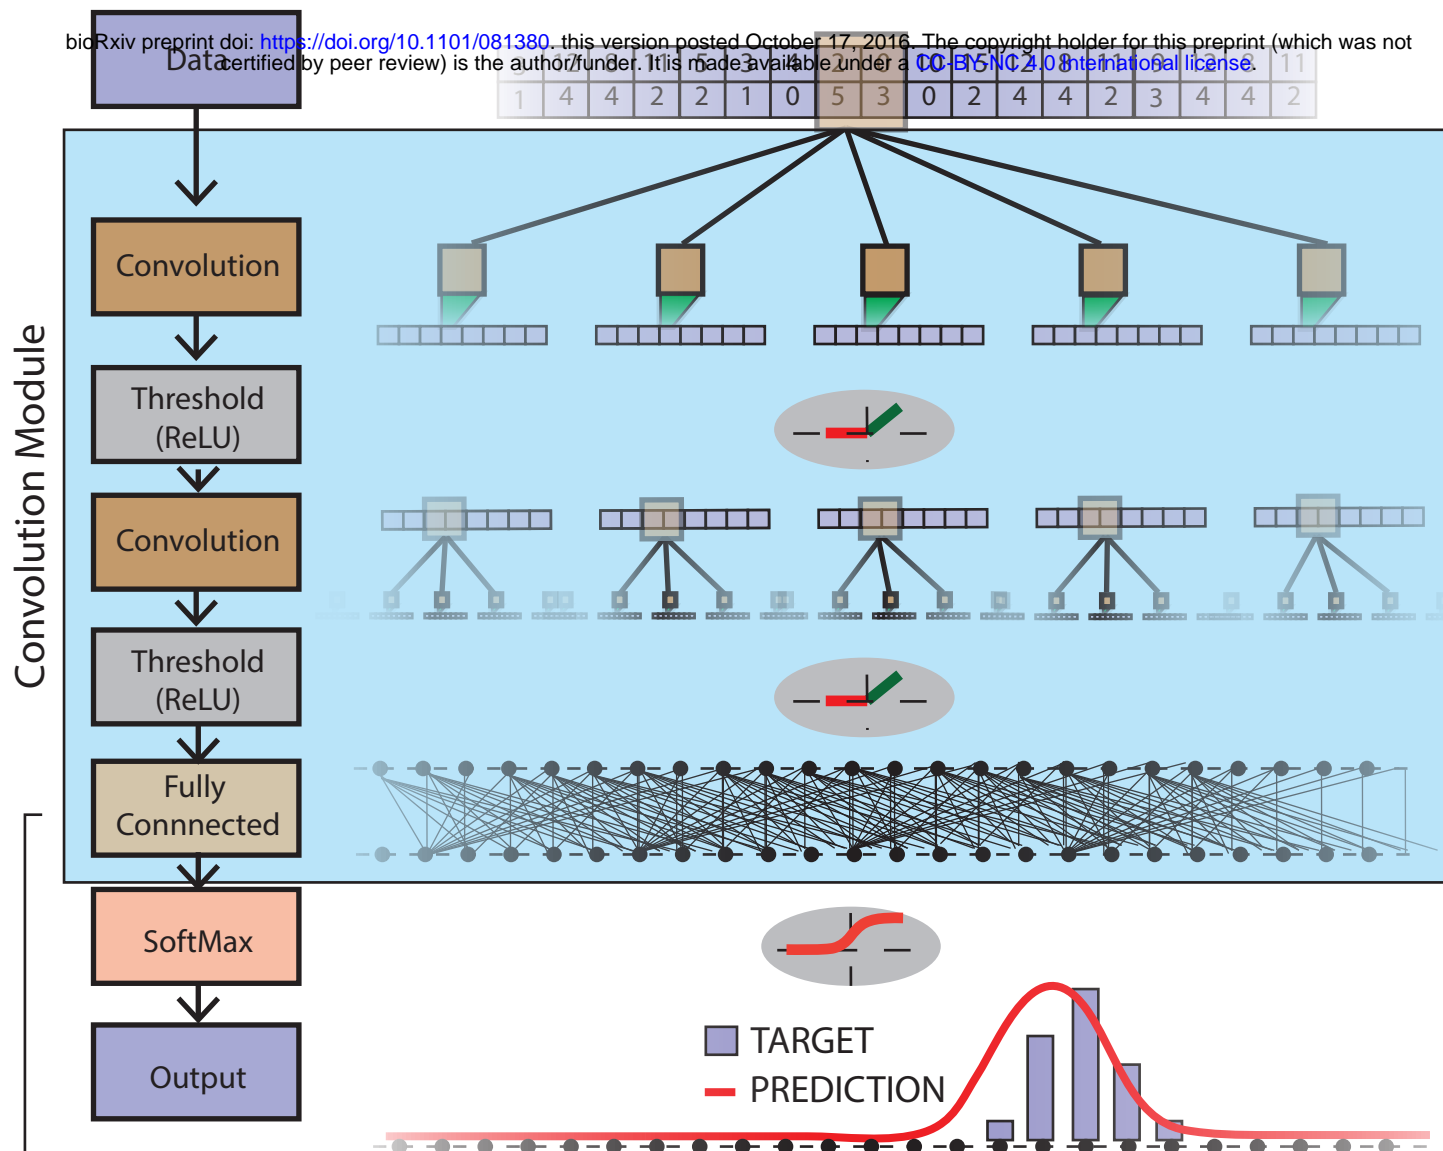 bioRxiv preprint doi: https://doi.org/10.1101/081380. this version posted October 17, 2016. The copyright holder for this preprint (which was not
certified by peer review) is the author/funder. It is made available under a CC-BY-NC 4.0 International license.
Data
1 4 4 2 2 1 0 5 3 0 2 4 4 2 3 4 4 2
Convolution Module
Convolution
Threshold
(ReLU)
Convolution
Threshold
(ReLU)
Fully
Connnected
SoftMax
Output
TARGET
PREDICTION